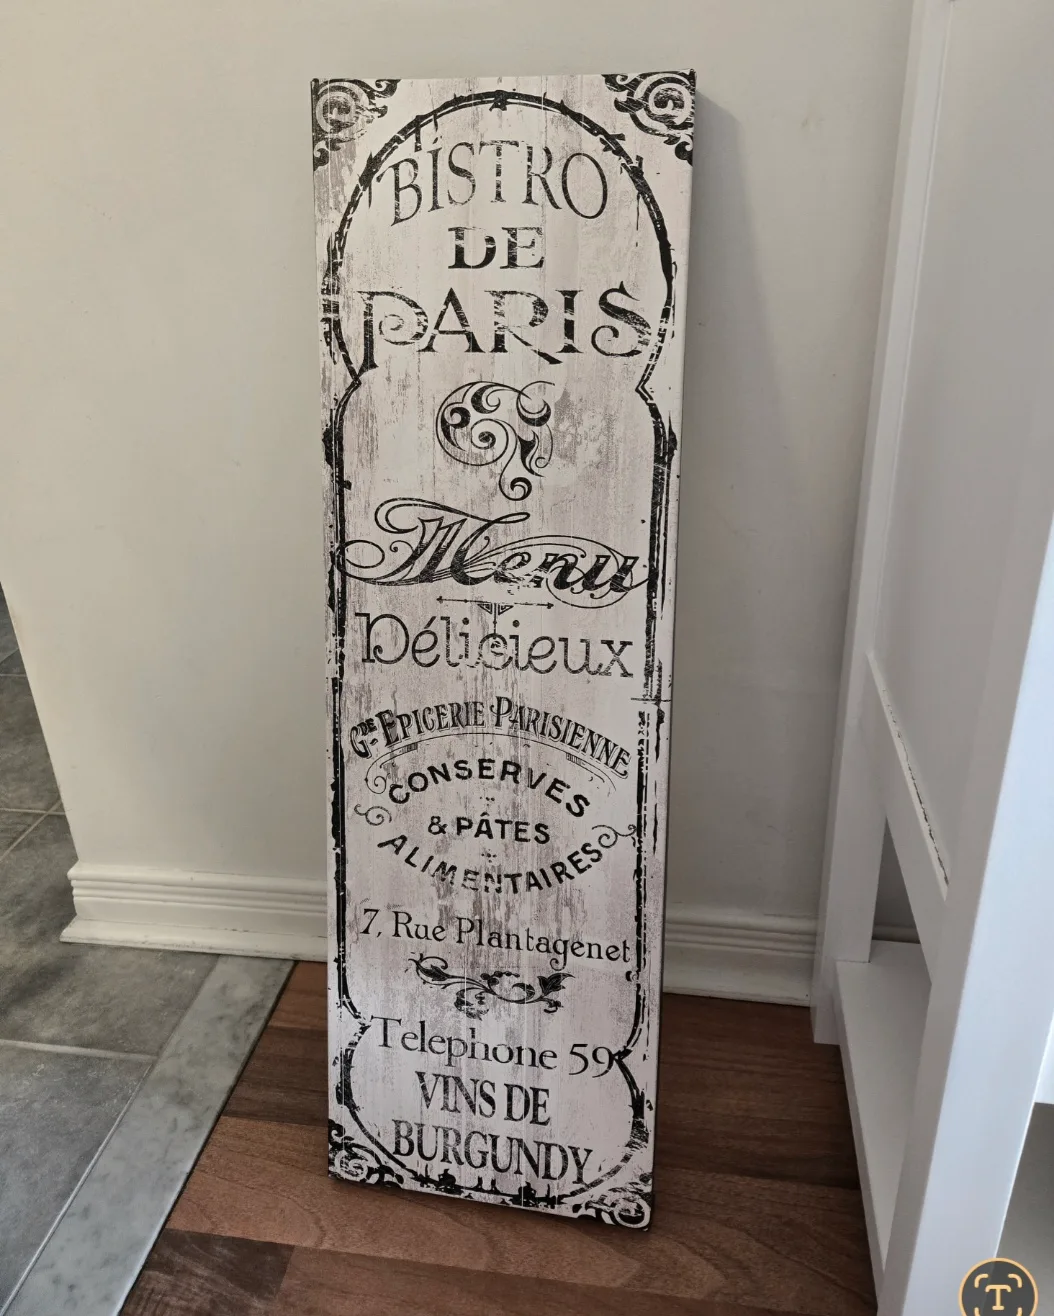 BISTRO
DE
PARIS
Menu
Délicieux
GDE EPICERIE PARISIENNE
CONSERVES
& PÂTES
ALIMENTAIRES
7, Rue Plantagenet
Telephone 59
VINS DE
BURGUNDY